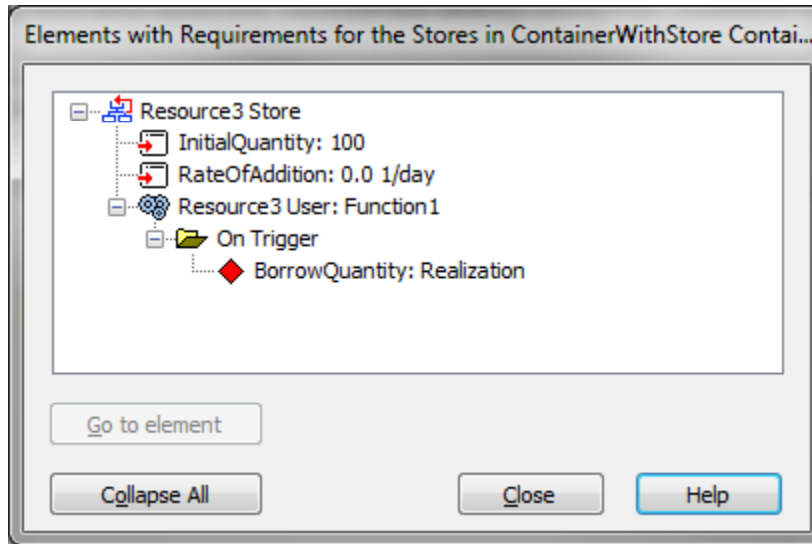 Elements with Requirements for the Stores in ContainerWithStore Contai...
Resource3 Store
InitialQuantity: 100
RateOfAddition: 0.0 1/day
Resource3 User: Function1
On Trigger
BorrowQuantity: Realization
Go to element
Collapse All
Close
Help